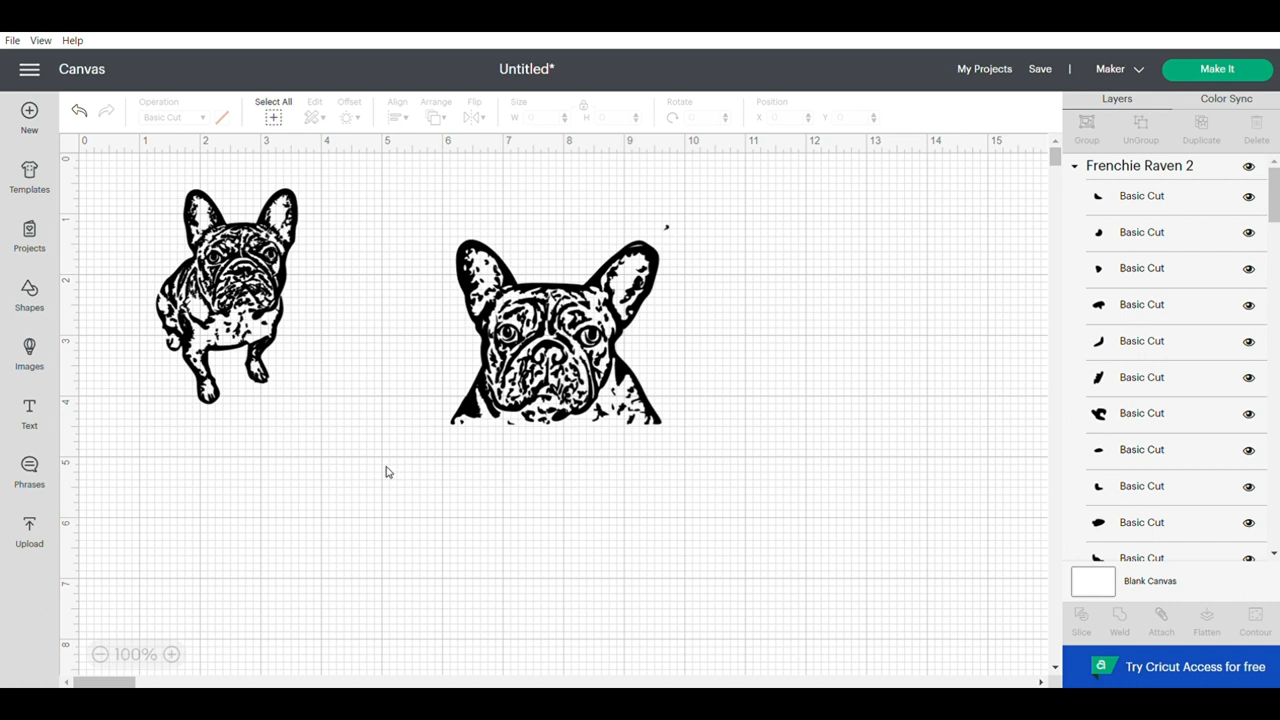 File View Help
Canvas Untitled* My Projects Save | Maker Make It
New
Templates
Projects
Shapes
Images
Text
Phrases
Upload
Operation
Basic Cut
Select All
Edit
Offset
Align
Arrange
Flip
Size
W 0 H 0
Rotate
0
Position
X 0 Y 0
0 1 2 3 4 5 6 7 8 9 10 11 12 13 14 15
0
1
2
3
4
5
6
7
8
100%
Layers Color Sync
Group UnGroup Duplicate Delete
Frenchie Raven 2
Basic Cut
Basic Cut
Basic Cut
Basic Cut
Basic Cut
Basic Cut
Basic Cut
Basic Cut
Basic Cut
Basic Cut
Basic Cut
Blank Canvas
Slice Weld Attach Flatten Contour
a Try Cricut Access for free